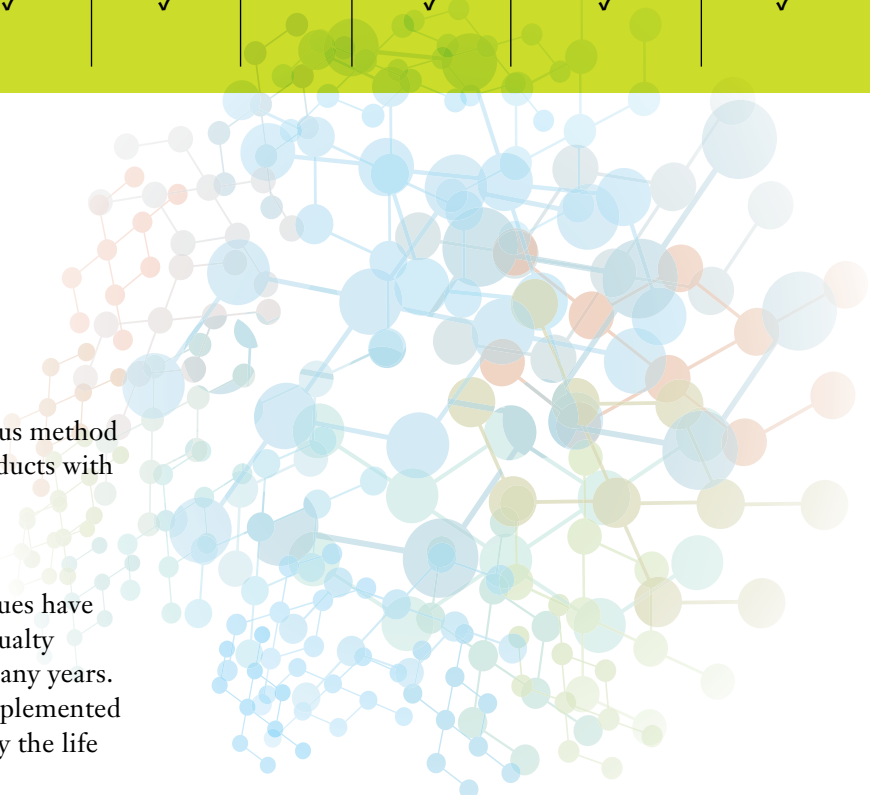 ✓ ✓ ✓ ✓ ✓
us method
ducts with
ues have
ualty
any years.
plemented
y the life